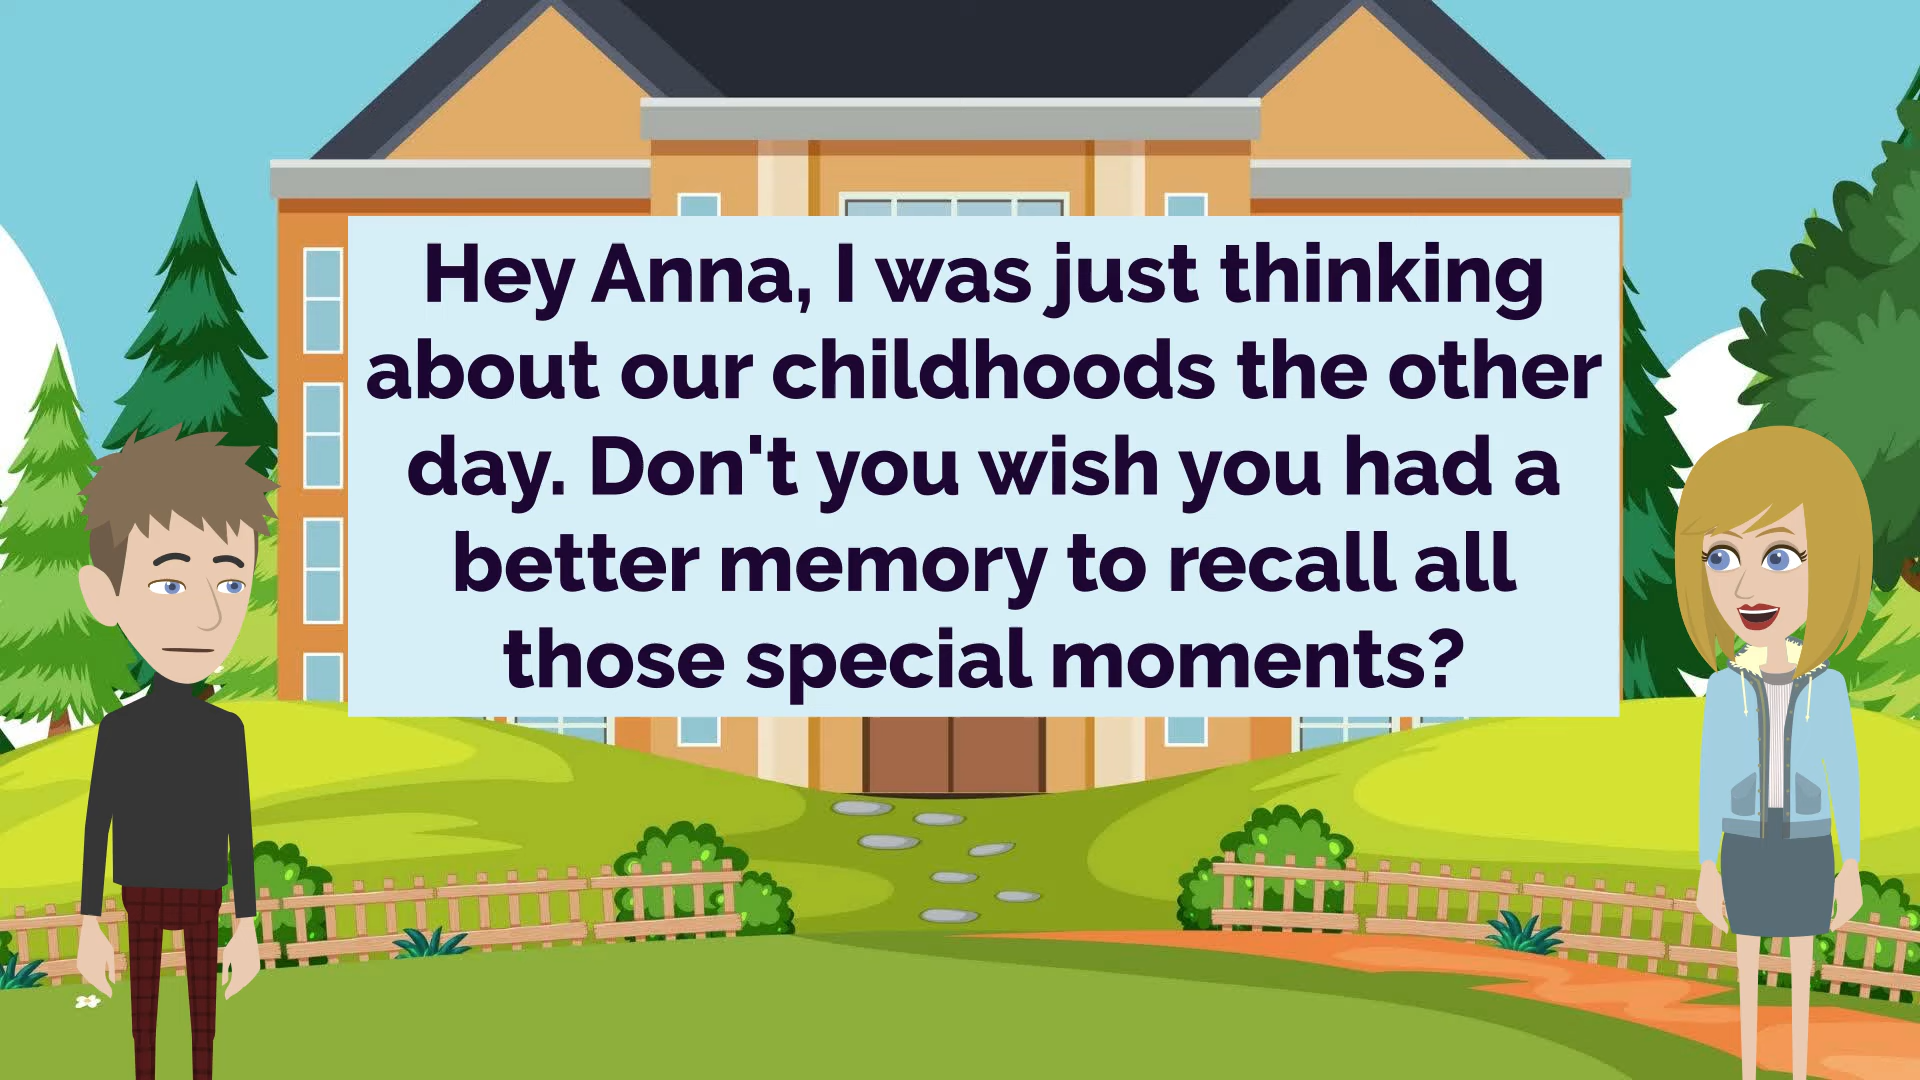 Hey Anna, I was just thinking
about our childhoods the other
day. Don't you wish you had a
better memory to recall all
those special moments?